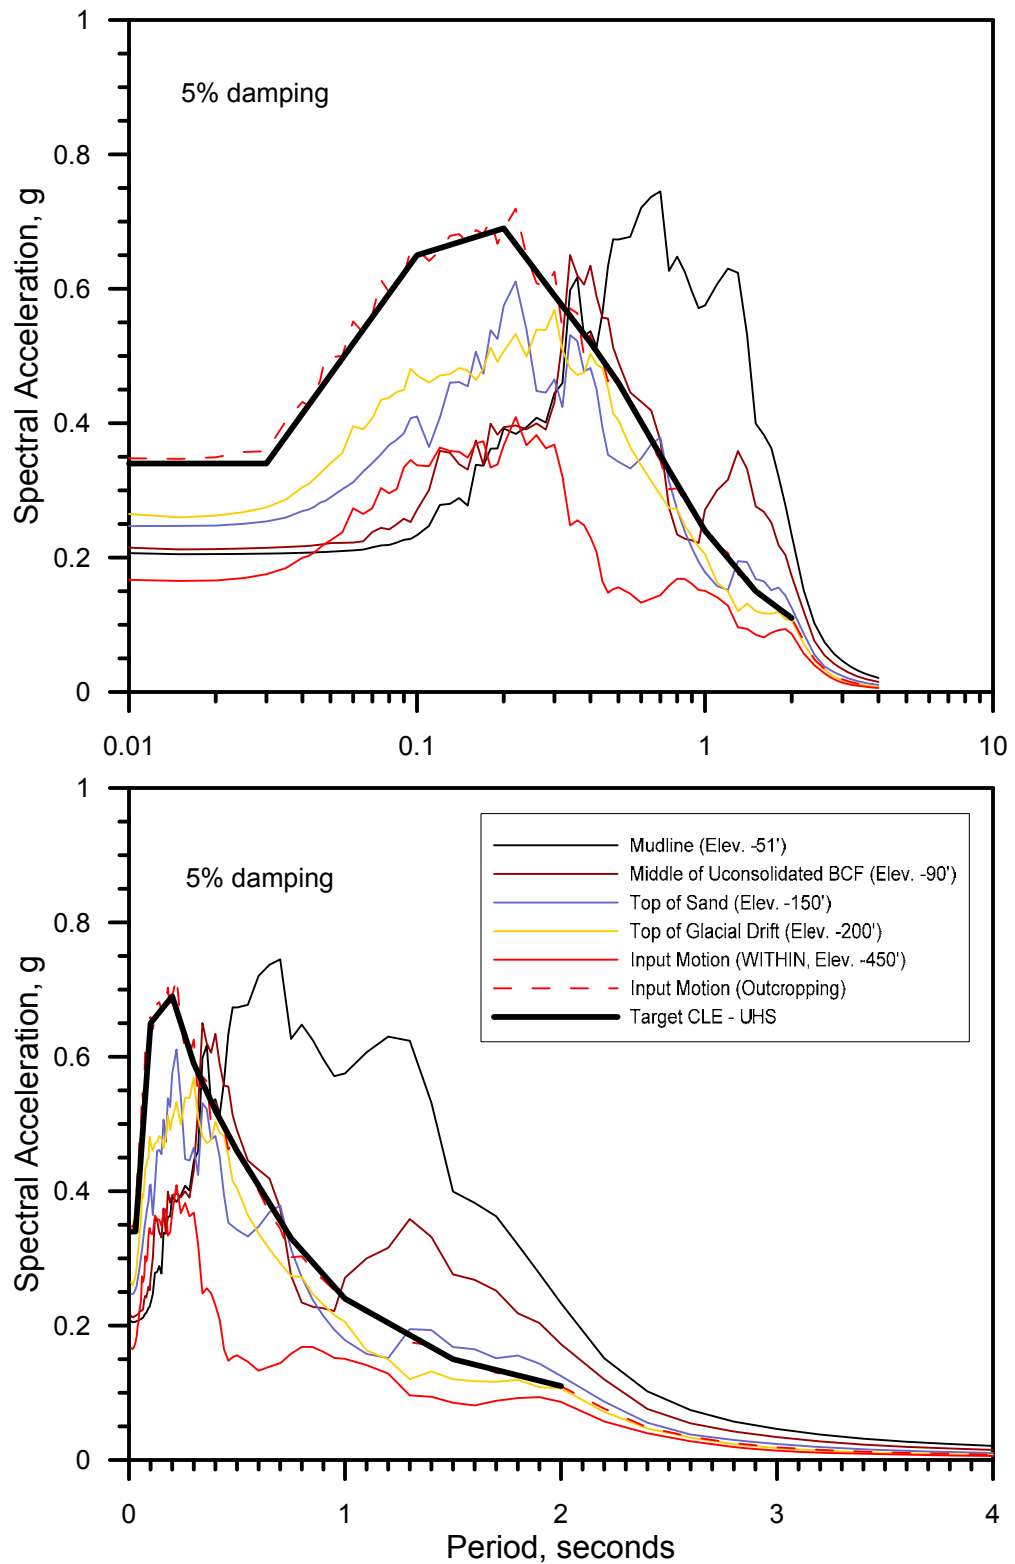 1
0.8
0.6
0.4
0.2
0
Spectral Acceleration, g
5% damping
0.01 0.1 1 10
1
0.8
0.6
0.4
0.2
0
Spectral Acceleration, g
5% damping
Mudline (Elev. -51')
Middle of Uconsolidated BCF (Elev. -90')
Top of Sand (Elev. -150')
Top of Glacial Drift (Elev. -200')
Input Motion (WITHIN, Elev. -450')
Input Motion (Outcropping)
Target CLE - UHS
0 1 2 3 4
Period, seconds